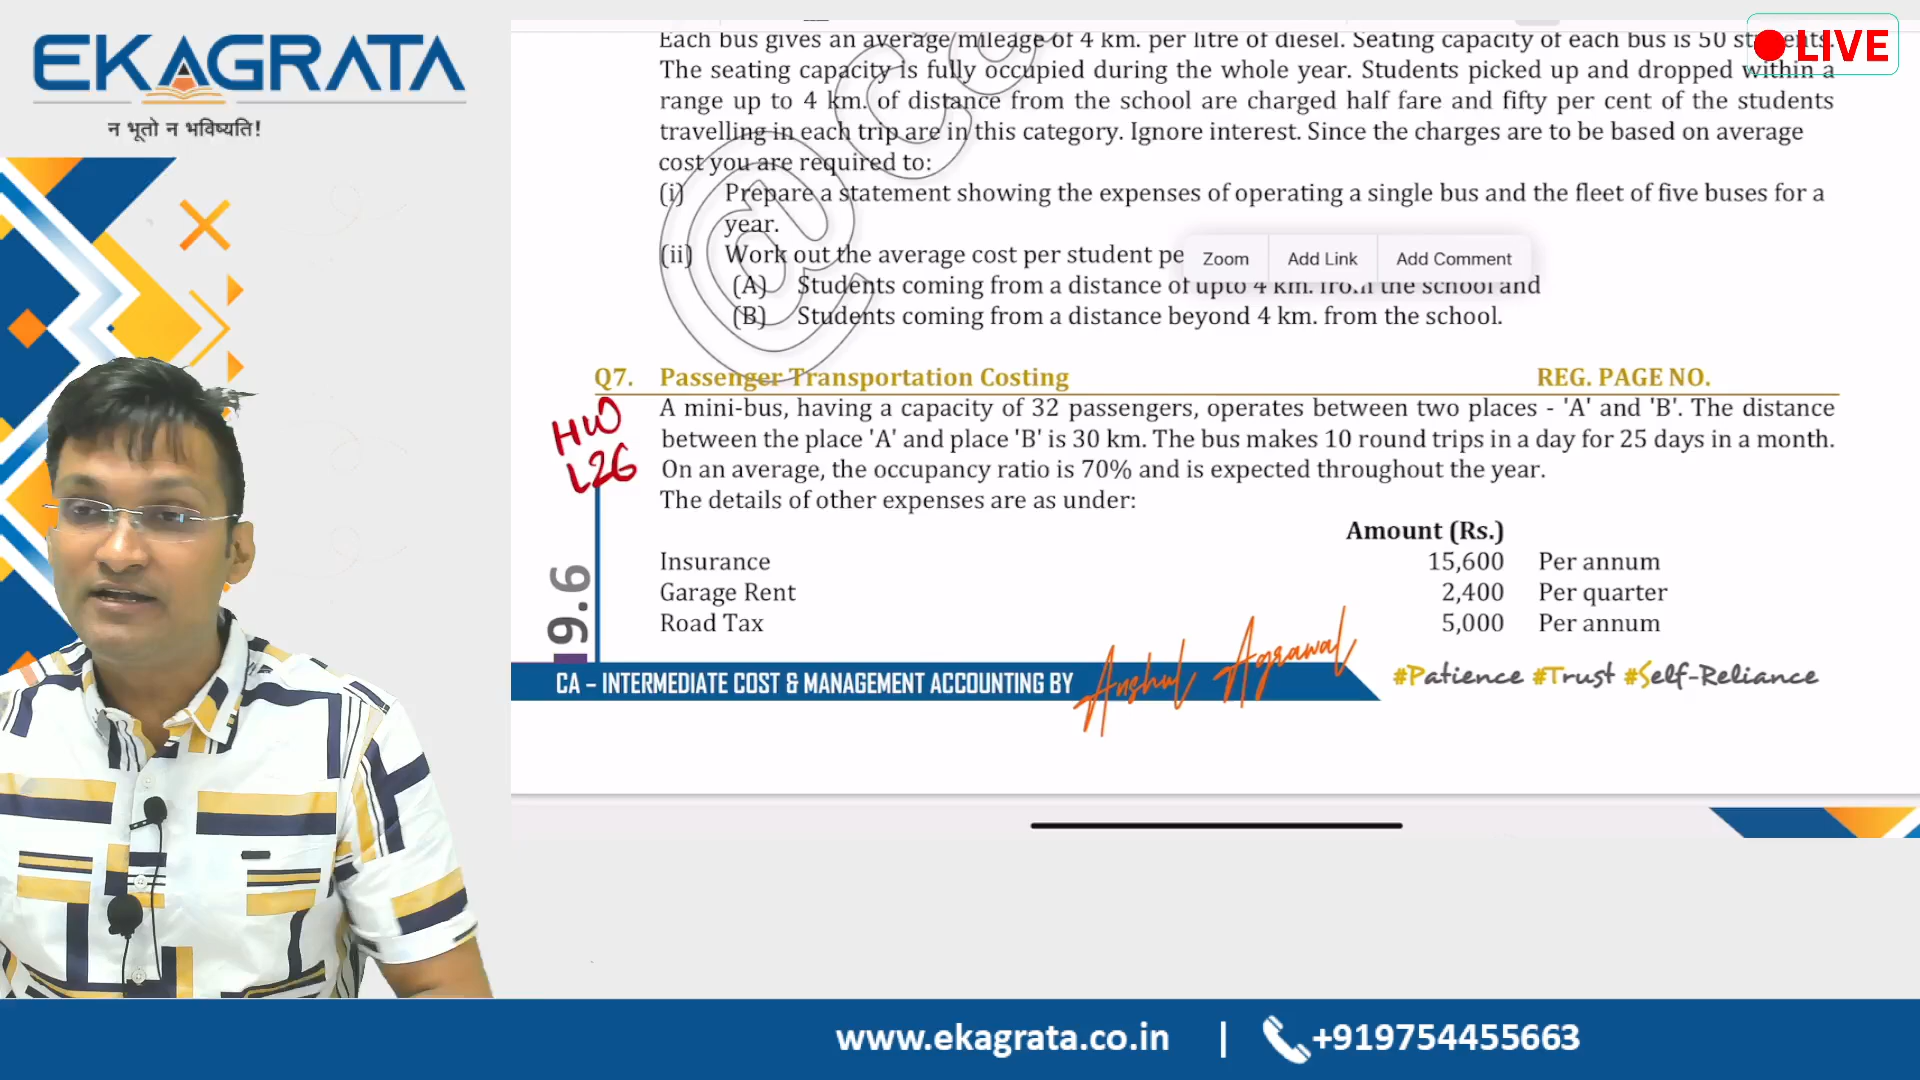 EKAGRATA
न भूतो न भविष्यति!
LIVE
Each bus gives an average mileage of 4 km. per litre of diesel. Seating capacity of each bus is 50 students.
The seating capacity is fully occupied during the whole year. Students picked up and dropped within a
range up to 4 km. of distance from the school are charged half fare and fifty per cent of the students
travelling in each trip are in this category. Ignore interest. Since the charges are to be based on average
cost you are required to:
(i) Prepare a statement showing the expenses of operating a single bus and the fleet of five buses for a
year.
(ii) Work out the average cost per student pe
Zoom Add Link Add Comment
(A) Students coming from a distance of upto 4 km. from the school and
(B) Students coming from a distance beyond 4 km. from the school.
Q7. Passenger Transportation Costing REG. PAGE NO.
HW
L26
A mini-bus, having a capacity of 32 passengers, operates between two places - 'A' and 'B'. The distance
between the place 'A' and place 'B' is 30 km. The bus makes 10 round trips in a day for 25 days in a month.
On an average, the occupancy ratio is 70% and is expected throughout the year.
The details of other expenses are as under:
Amount (Rs.)
Insurance 15,600 Per annum
Garage Rent 2,400 Per quarter
Road Tax 5,000 Per annum
19.6
CA – INTERMEDIATE COST & MANAGEMENT ACCOUNTING BY Anshul Agrawal
#Patience #Trust #Self-Reliance
www.ekagrata.co.in | +919754455663